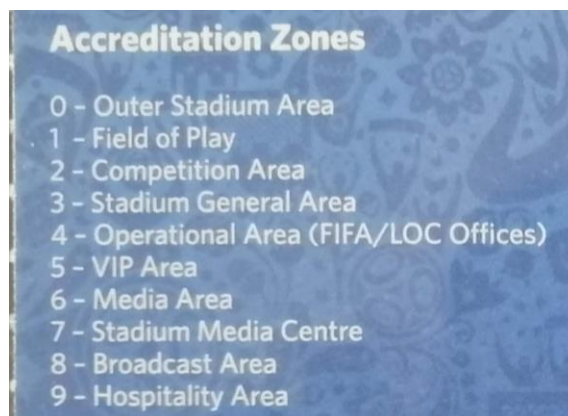 Accreditation Zones
0 – Outer Stadium Area
1 – Field of Play
2 – Competition Area
3 – Stadium General Area
4 – Operational Area (FIFA/LOC Offices)
5 – VIP Area
6 – Media Area
7 – Stadium Media Centre
8 – Broadcast Area
9 – Hospitality Area